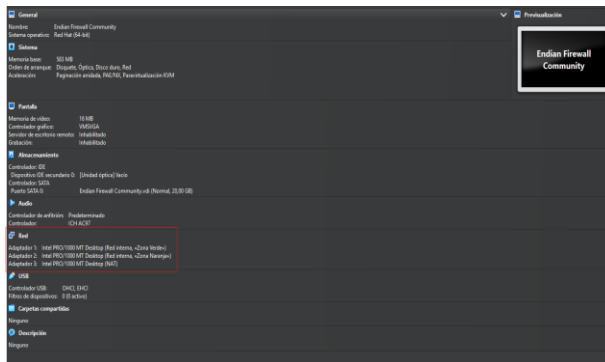 General
Previsualización
Nombre: Endian Firewall Community
Sistema operativo: Red Hat (64-bit)
Endian Firewall Community
Sistema
Memoria base:
Orden de arranque: Disquete, Óptica, Disco duro, Red
Aceleración: Paginación anidada, PAE/NX, Paravirtualización KVM
Pantalla
Memoria de vídeo: 16 MB
Controlador gráfico: VMSVGA
Servidor de escritorio remoto: Inhabilitado
Grabación: Inhabilitado
Almacenamiento
Controlador: IDE
Dispositivo IDE secundario 0: [Unidad óptica] Vacío
Controlador: SATA
Puerto SATA 0: Endian Firewall Community.vdi (Normal, 20,00 GB)
Audio
Controlador de anfitrión: Predeterminado
Controlador: ICH AC97
Red
Adaptador 1: Intel PRO/1000 MT Desktop (Red interna, «Zona Verde»)
Adaptador 2: Intel PRO/1000 MT Desktop (Red interna, «Zona Naranja»)
Adaptador 3: Intel PRO/1000 MT Desktop (NAT)
USB
Controlador USB: OHCI, EHCI
Filtros de dispositivos: 0 (0 activo)
Carpetas compartidas
Ninguno
Descripción
Ninguno